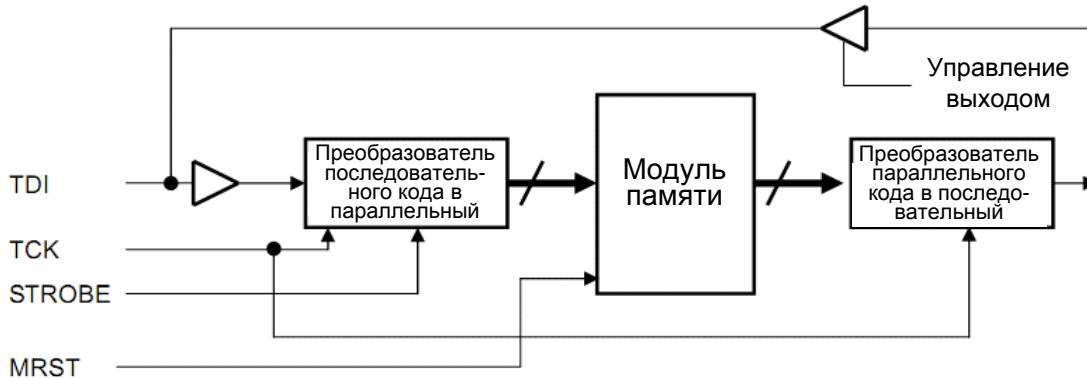 Управление
выходом
TDI
Преобразователь
последователь-
ного кода в
параллельный
Модуль
памяти
Преобразователь
параллельного
кода в последо-
вательный
TCK
STROBE
MRST